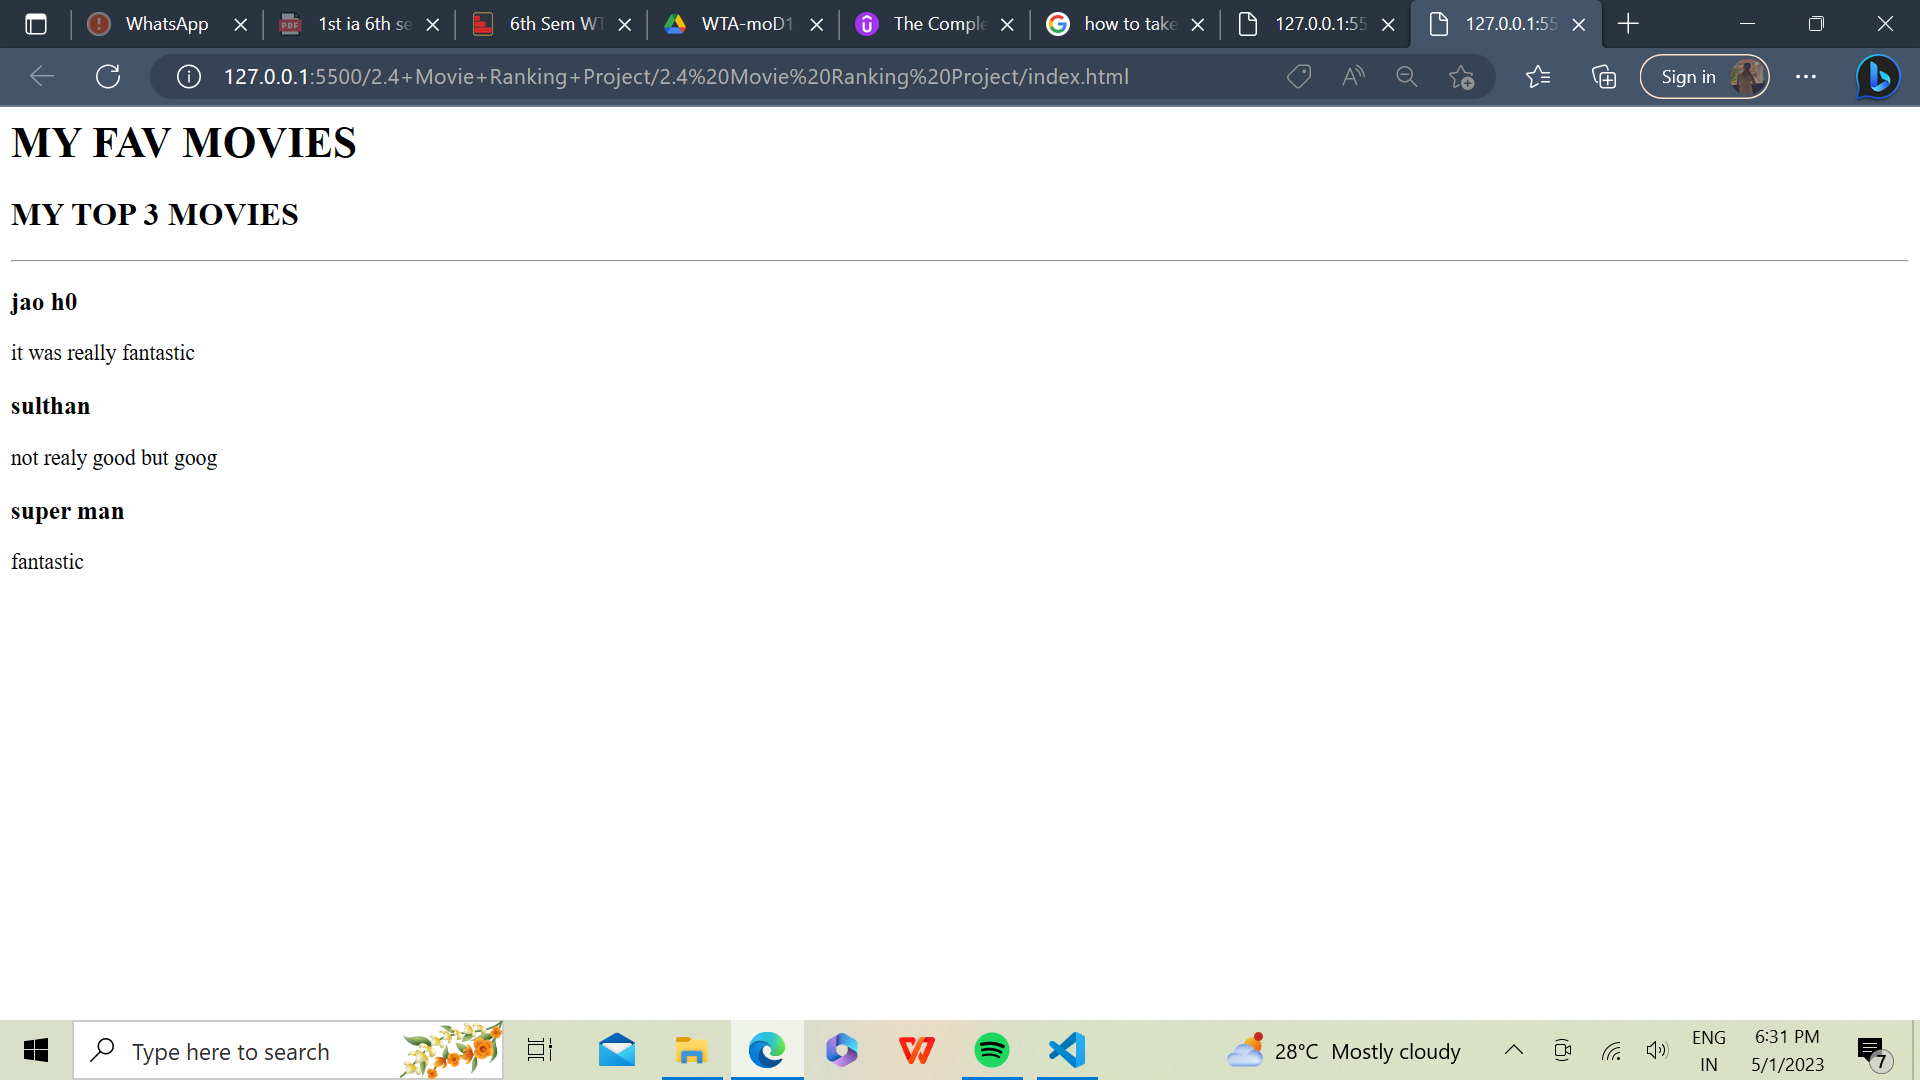 WhatsApp
1st ia 6th se
6th Sem WT
WTA-moD1
The Comple
how to take
127.0.0.1:55
127.0.0.1:55
127.0.0.1:5500/2.4+Movie+Ranking+Project/2.4%20Movie%20Ranking%20Project/index.html
Sign in
MY FAV MOVIES
MY TOP 3 MOVIES
jao h0
it was really fantastic
sulthan
not realy good but goog
super man
fantastic
Type here to search
28°C Mostly cloudy
ENG
IN
6:31 PM
5/1/2023
7